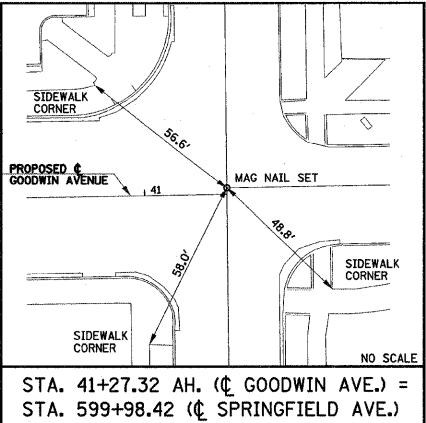 SIDEWALK
CORNER
56.6'
PROPOSED ℄
GOODWIN AVENUE
41
MAG NAIL SET
58.0'
48.8'
SIDEWALK
CORNER
SIDEWALK
CORNER
NO SCALE
STA. 41+27.32 AH. (℄ GOODWIN AVE.) =
STA. 599+98.42 (℄ SPRINGFIELD AVE.)